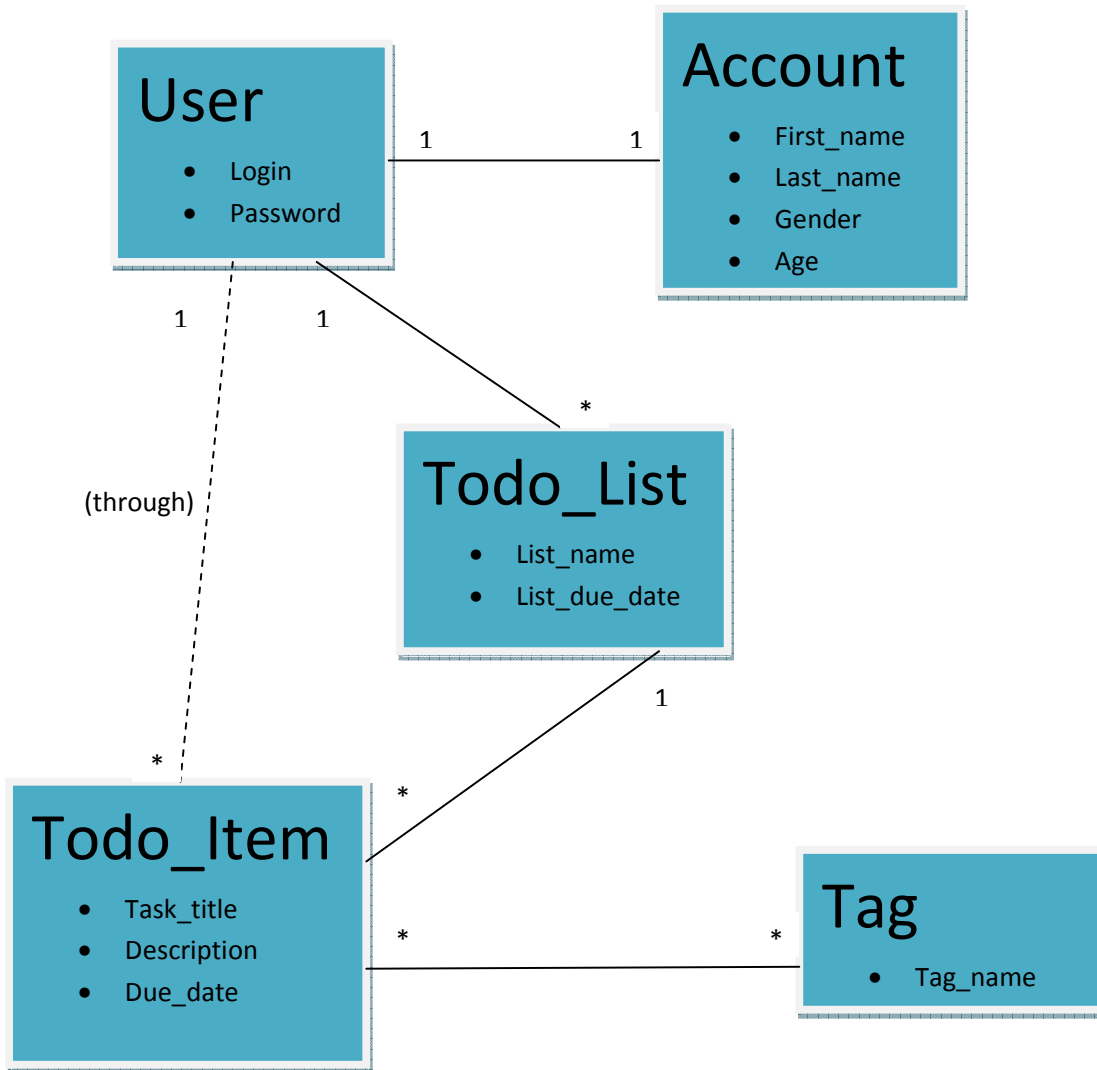 User
• Login
• Password
Account
• First_name
• Last_name
• Gender
• Age
1
1
1
1
*
(through)
Todo_List
• List_name
• List_due_date
1
*
*
Todo_Item
• Task_title
• Description
• Due_date
*
*
Tag
• Tag_name